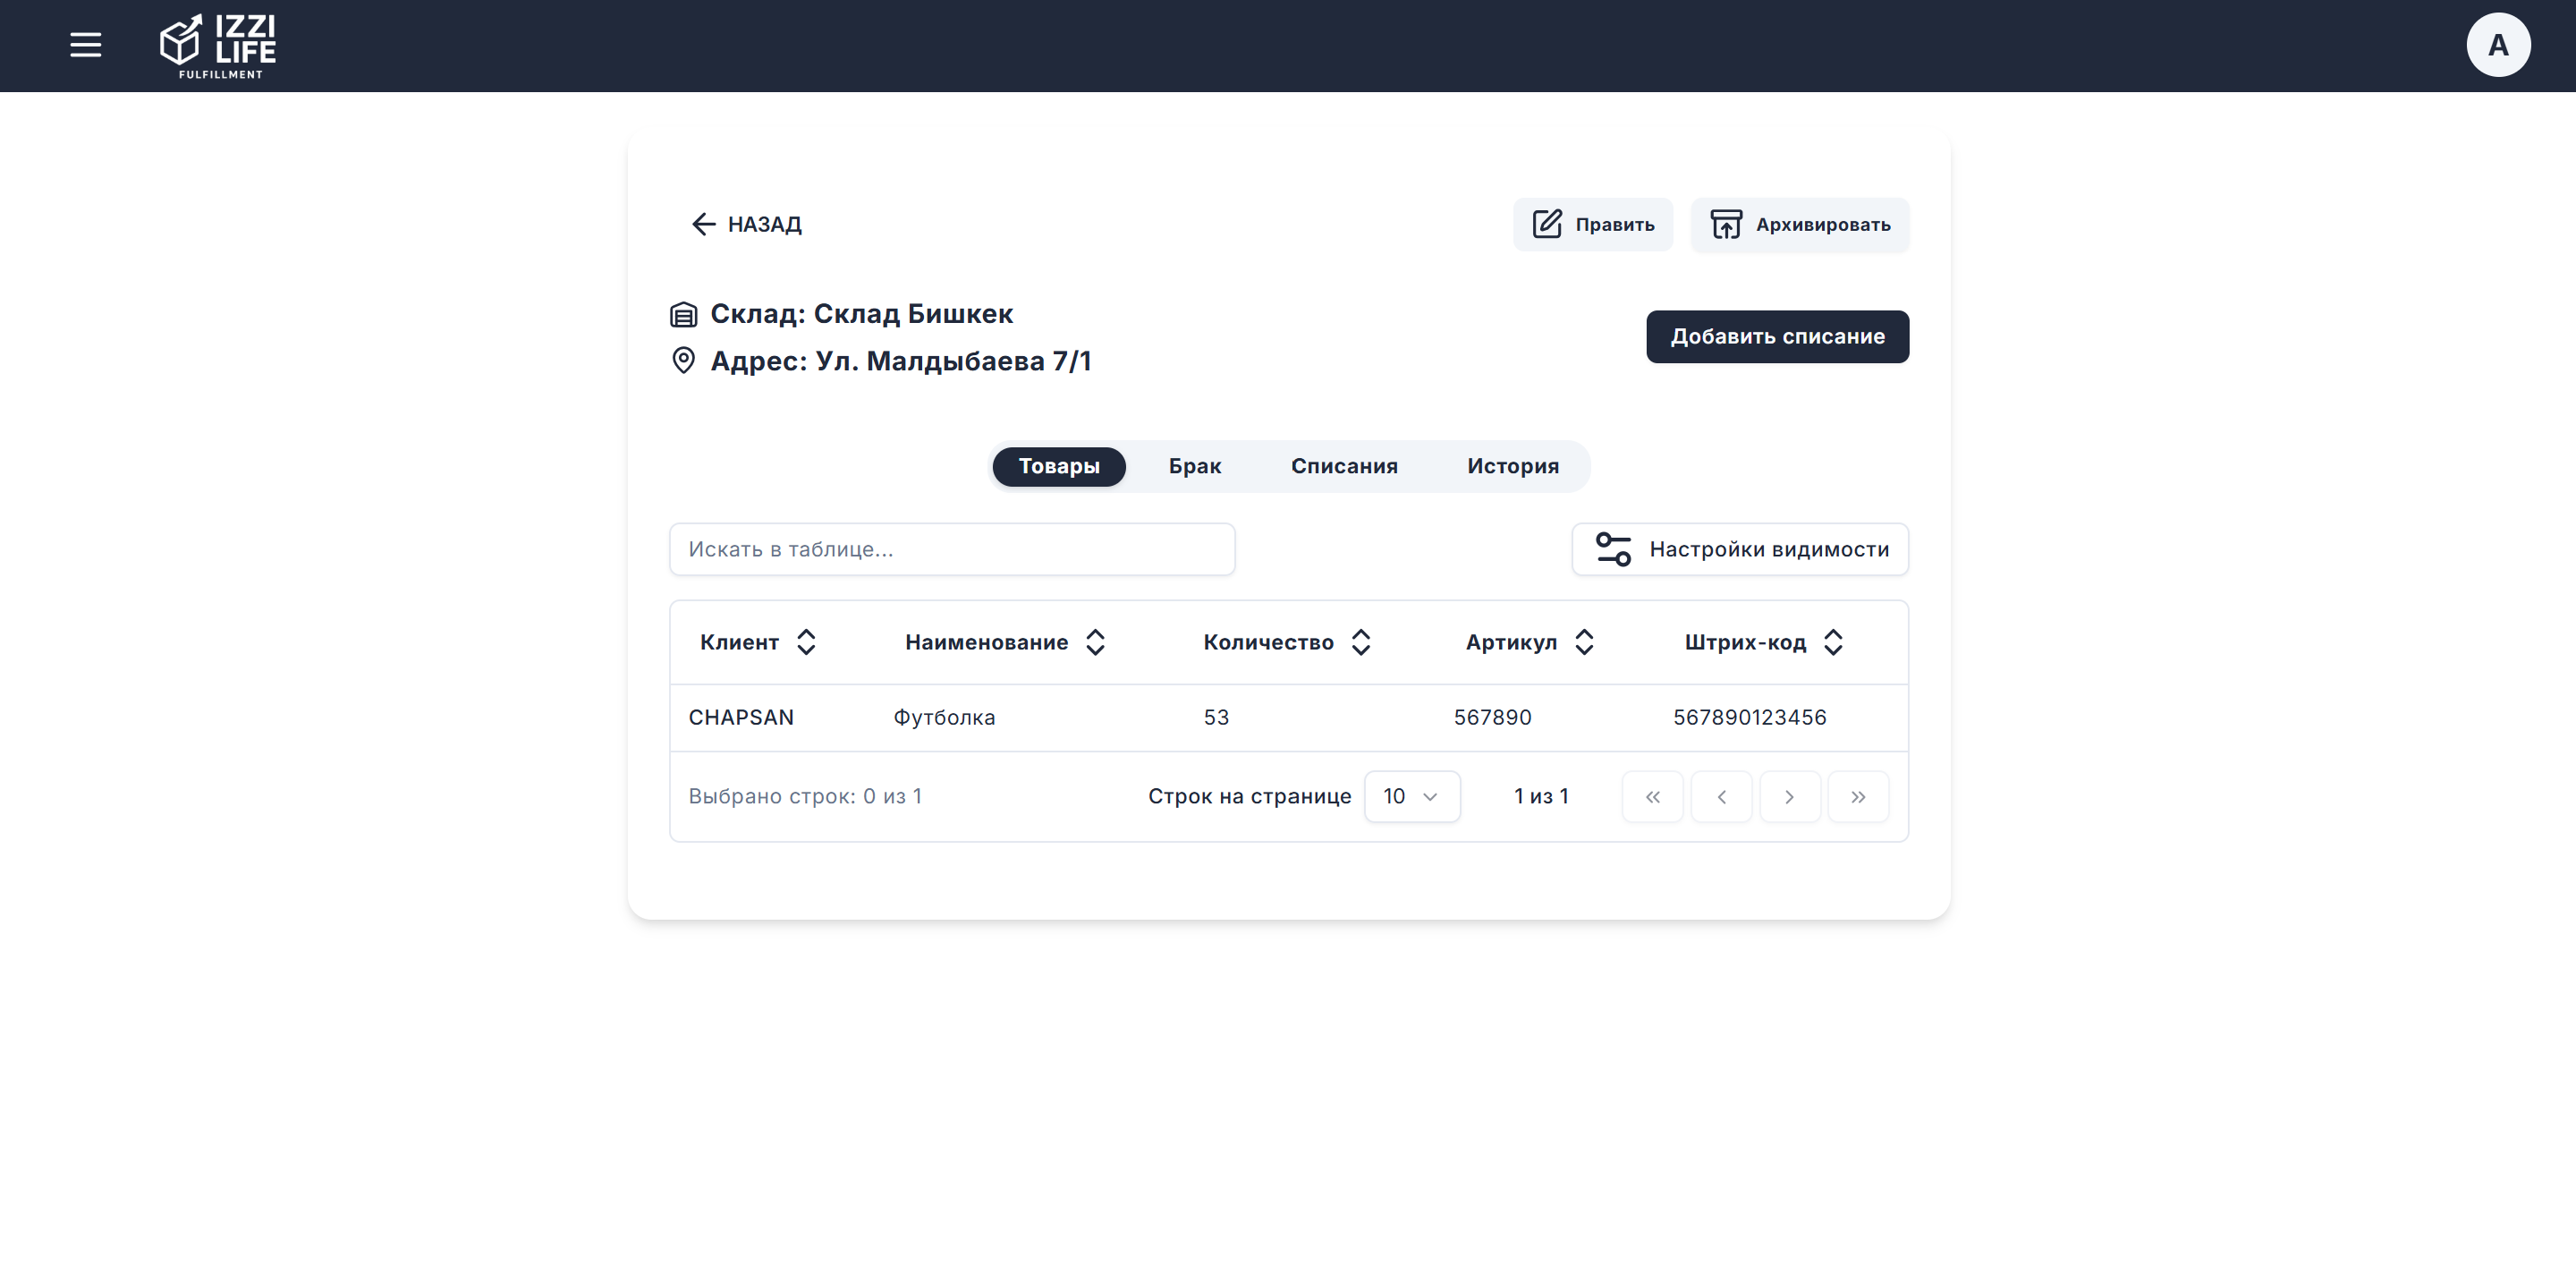 IZZI
LIFE
FULFILLMENT
A
НАЗАД
Править
Архивировать
Склад: Склад Бишкек
Адрес: Ул. Малдыбаева 7/1
Добавить списание
Товары Брак Списания История
Искать в таблице...
Настройки видимости
Клиент Наименование Количество Артикул Штрих-код
CHAPSAN Футболка 53 567890 567890123456
Выбрано строк: 0 из 1 Строк на странице 10 1 из 1